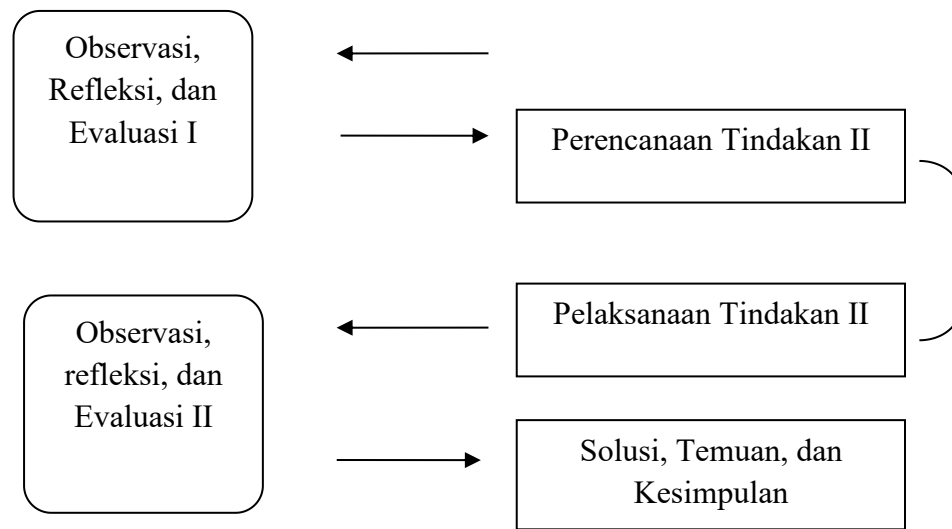 Observasi,
Refleksi, dan
Evaluasi I
Perencanaan Tindakan II
Pelaksanaan Tindakan II
Observasi,
refleksi, dan
Evaluasi II
Solusi, Temuan, dan
Kesimpulan